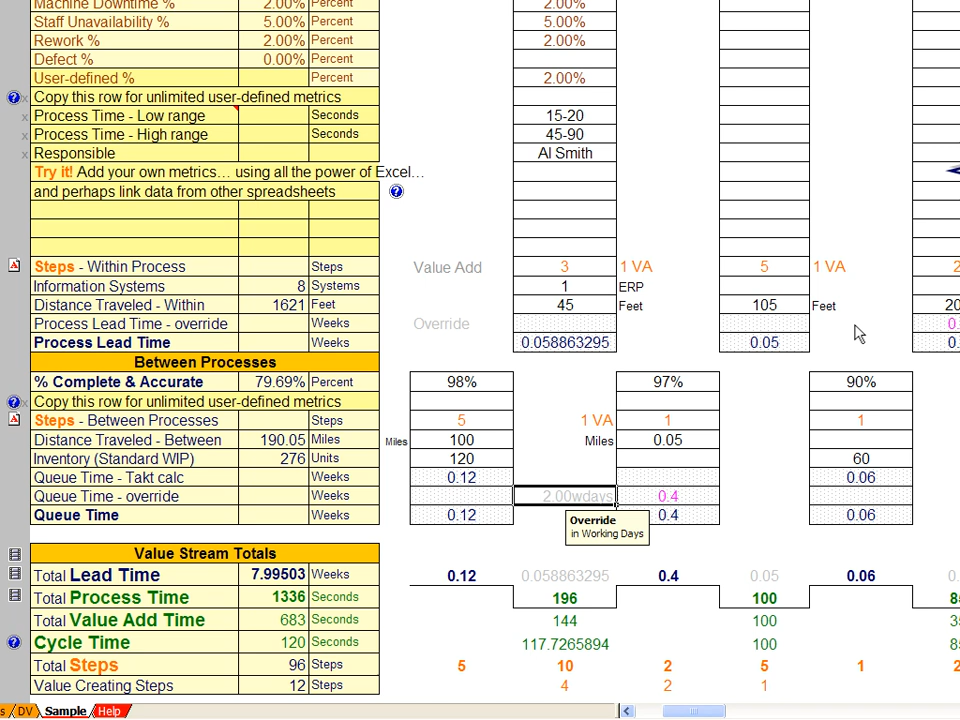 Machine Downtime % 2.00% Percent 2.00%
Staff Unavailability % 5.00% Percent 5.00%
Rework % 2.00% Percent 2.00%
Defect % 0.00% Percent
User-defined % Percent 2.00%
Copy this row for unlimited user-defined metrics
x Process Time - Low range Seconds 15-20
x Process Time - High range Seconds 45-90
x Responsible Al Smith
Try it! Add your own metrics... using all the power of Excel...
and perhaps link data from other spreadsheets
Steps - Within Process Steps Value Add 3 1 VA 5 1 VA 2
Information Systems 8 Systems 1 ERP
Distance Traveled - Within 1621 Feet 45 Feet 105 Feet 20
Process Lead Time - override Weeks Override 0.
Process Lead Time Weeks 0.058863295 0.05 0.
Between Processes
% Complete & Accurate 79.69% Percent 98% 97% 90%
Copy this row for unlimited user-defined metrics
Steps - Between Processes Steps 5 1 VA 1 1
Distance Traveled - Between 190.05 Miles Miles 100 Miles 0.05
Inventory (Standard WIP) 276 Units 120 60
Queue Time - Takt calc Weeks 0.12 0.06
Queue Time - override Weeks 2.00wdays 0.4
Queue Time Weeks 0.12 0.4 0.06
Override
in Working Days
Value Stream Totals
Total Lead Time 7.99503 Weeks 0.12 0.058863295 0.4 0.05 0.06 0.
Total Process Time 1336 Seconds 196 100
Total Value Add Time 683 Seconds 144 100
Cycle Time 120 Seconds 117.7265894 100
Total Steps 96 Steps 5 10 2 5 1 2
Value Creating Steps 12 Steps 4 2 1
s DV Sample Help